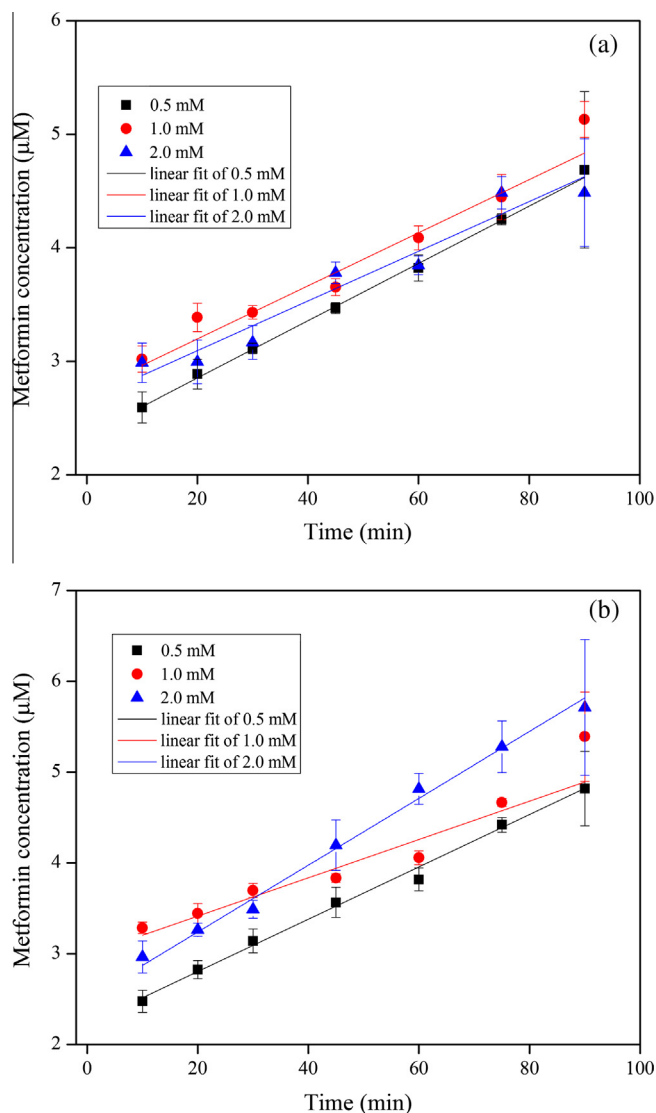 (a)
0.5 mM
1.0 mM
2.0 mM
linear fit of 0.5 mM
linear fit of 1.0 mM
linear fit of 2.0 mM
Metformin concentration (μM)
6
5
4
3
2
0 20 40 60 80 100
Time (min)
(b)
0.5 mM
1.0 mM
2.0 mM
linear fit of 0.5 mM
linear fit of 1.0 mM
linear fit of 2.0 mM
Metformin concentration (μM)
7
6
5
4
3
2
0 20 40 60 80 100
Time (min)